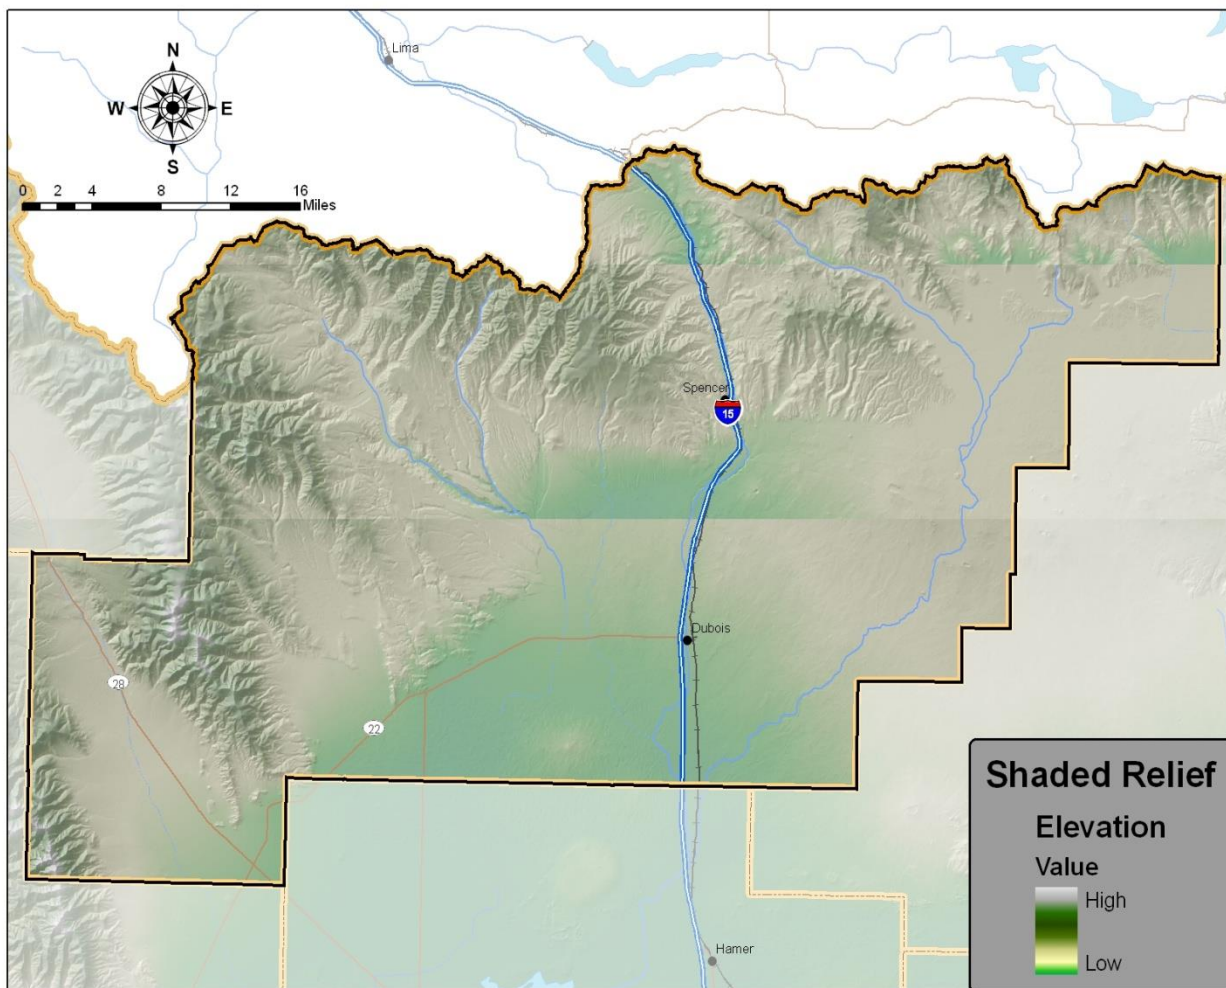 Lima
N
W E
S
0 2 4 8 12 16
Miles
Spencer
15
Dubois
28
22
Hamer
Shaded Relief
Elevation
Value
High
Low